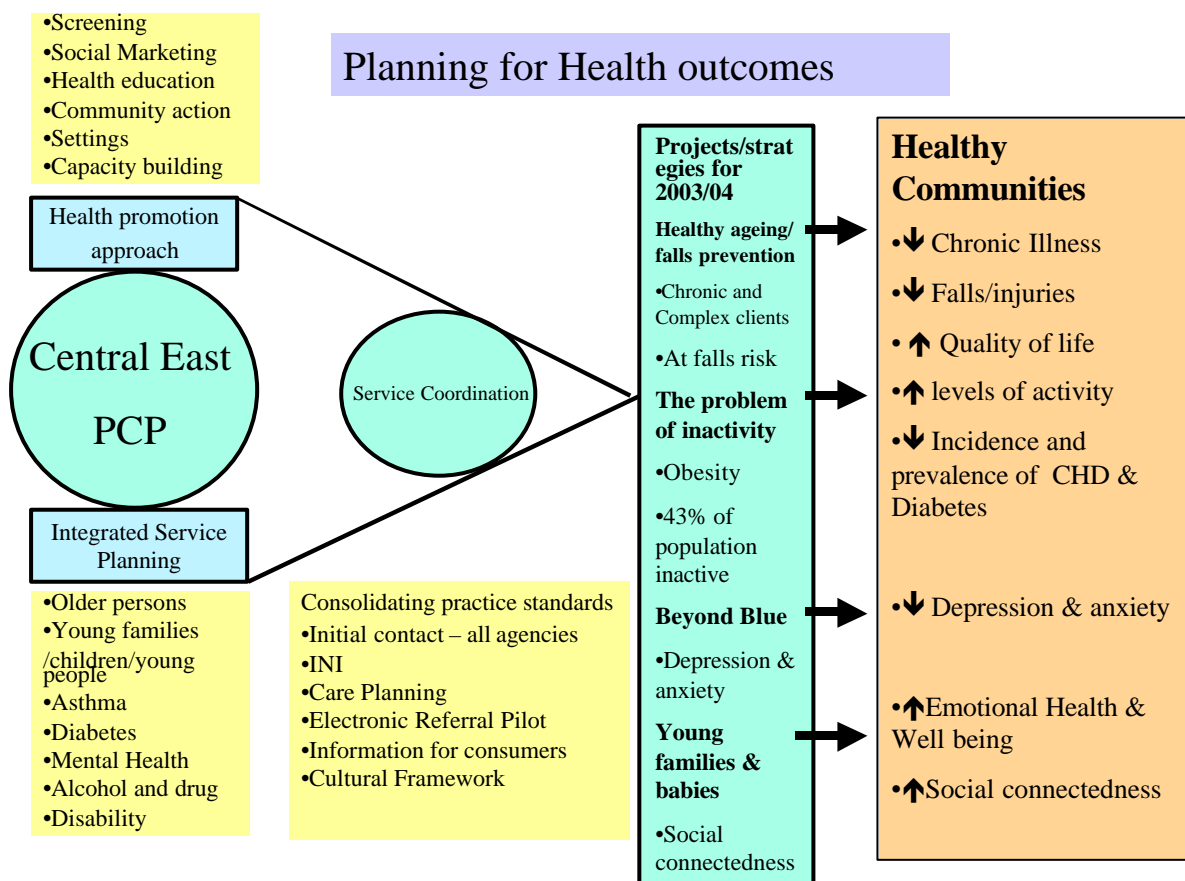 •Screening
•Social Marketing
•Health education
•Community action
•Settings
•Capacity building
Planning for Health outcomes
Health promotion
approach
Central East
PCP
Integrated Service
Planning
•Older persons
•Young families
/children/young
people
•Asthma
•Diabetes
•Mental Health
•Alcohol and drug
•Disability
Service Coordination
Consolidating practice standards
•Initial contact – all agencies
•INI
•Care Planning
•Electronic Referral Pilot
•Information for consumers
•Cultural Framework
Projects/strat
egies for
2003/04
Healthy ageing/
falls prevention
•Chronic and
Complex clients
•At falls risk
The problem
of inactivity
•Obesity
•43% of
population
inactive
Beyond Blue
•Depression &
anxiety
Young
families &
babies
•Social
connectedness
Healthy
Communities
•🡻 Chronic Illness
•🡻 Falls/injuries
• 🡹 Quality of life
•🡹 levels of activity
•🡻 Incidence and
prevalence of CHD &
Diabetes
•🡻 Depression & anxiety
•🡹Emotional Health &
Well being
•🡹Social connectedness